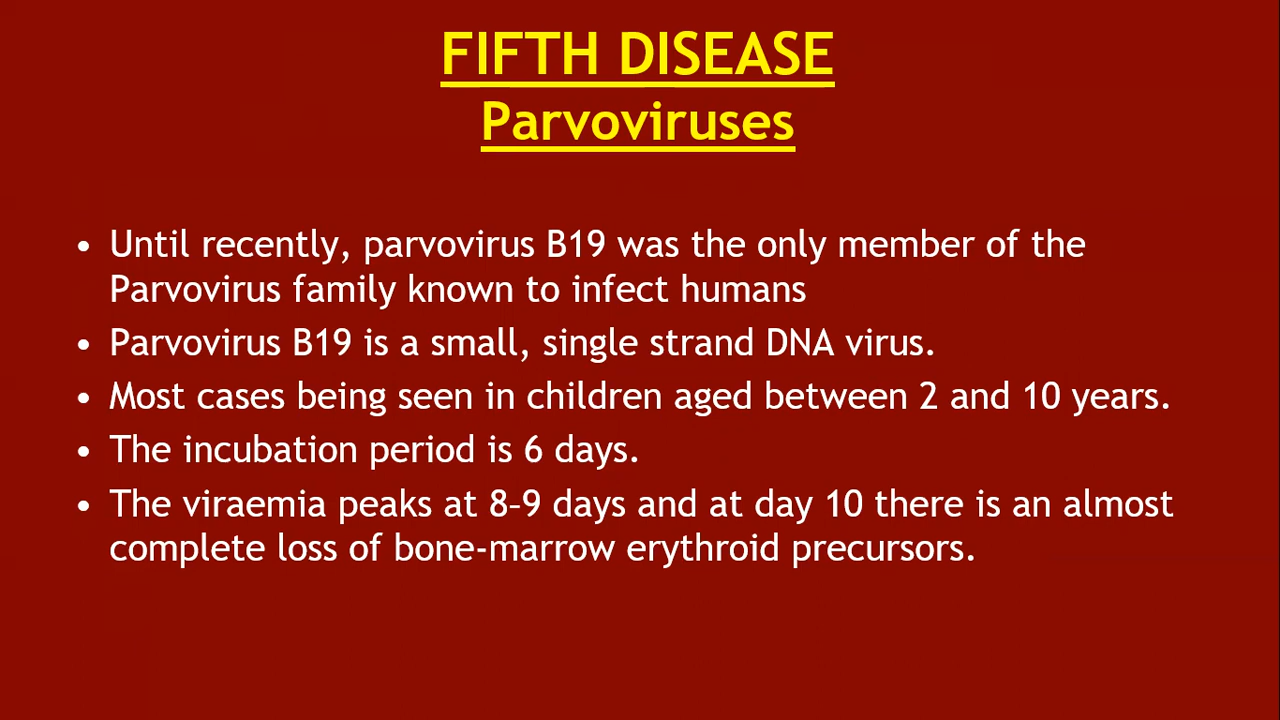 FIFTH DISEASE
Parvoviruses
• Until recently, parvovirus B19 was the only member of the
Parvovirus family known to infect humans
• Parvovirus B19 is a small, single strand DNA virus.
• Most cases being seen in children aged between 2 and 10 years.
• The incubation period is 6 days.
• The viraemia peaks at 8-9 days and at day 10 there is an almost
complete loss of bone-marrow erythroid precursors.